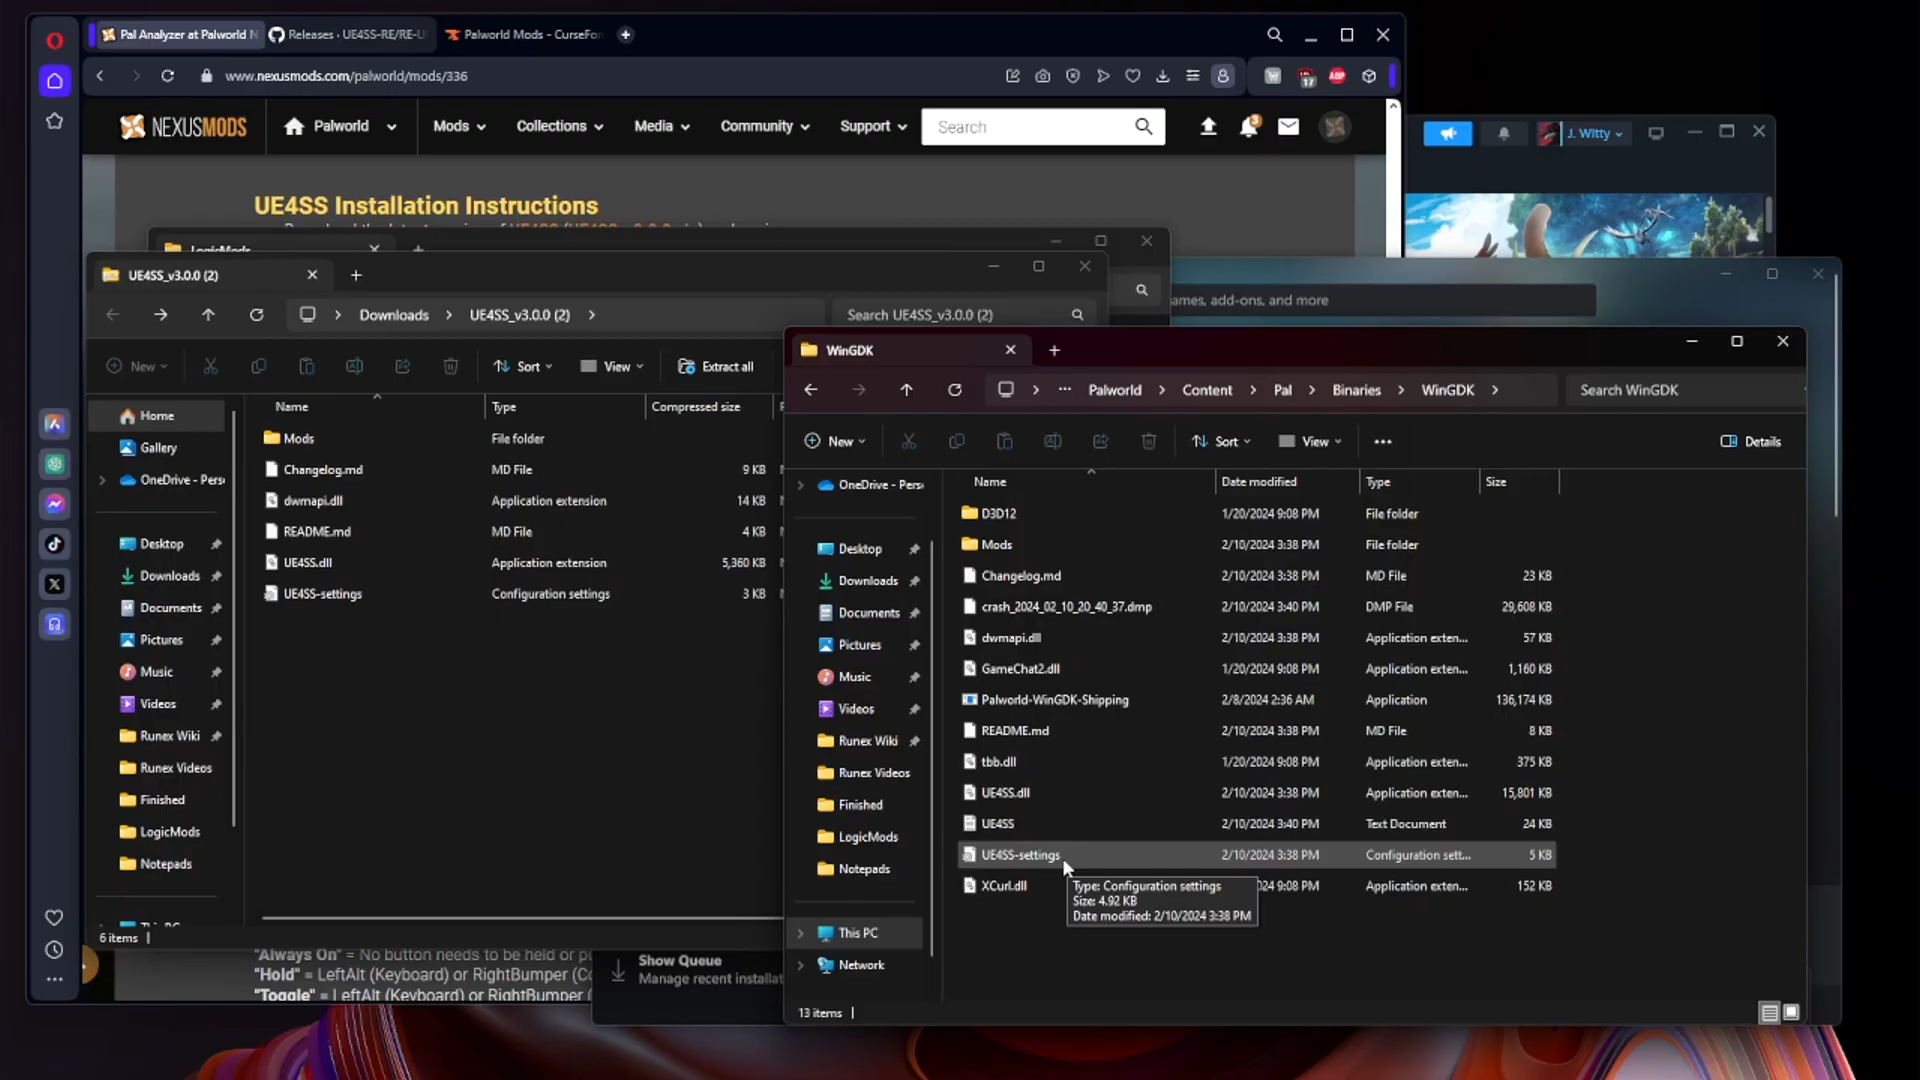 Pal Analyzer at Palworld N
Releases · UE4SS-RE/RE-U
Palworld Mods - CurseFor
www.nexusmods.com/palworld/mods/336
17
ABP
NEXUSMODS
Palworld
Mods
Collections
Media
Community
Support
Search
3
J. Witty
UE4SS Installation Instructions
LogicMods
UE4SS_v3.0.0 (2)
Downloads
UE4SS_v3.0.0 (2)
Search UE4SS_v3.0.0 (2)
ames, add-ons, and more
New
Sort
View
Extract all
Name
Type
Compressed size
Home
Gallery
OneDrive - Pers
Desktop
Downloads
Documents
Pictures
Music
Videos
Runex Wiki
Runex Videos
Finished
LogicMods
Notepads
This PC
Mods
File folder
Changelog.md
MD File
9 KB
dwmapi.dll
Application extension
14 KB
README.md
MD File
4 KB
UE4SS.dll
Application extension
5,360 KB
UE4SS-settings
Configuration settings
3 KB
6 items
WinGDK
Palworld
Content
Pal
Binaries
WinGDK
Search WinGDK
New
Sort
View
Details
Name
Date modified
Type
Size
OneDrive - Pers
Desktop
Downloads
Documents
Pictures
Music
Videos
Runex Wiki
Runex Videos
Finished
LogicMods
Notepads
This PC
Network
D3D12
1/20/2024 9:08 PM
File folder
Mods
2/10/2024 3:38 PM
File folder
Changelog.md
2/10/2024 3:38 PM
MD File
23 KB
crash_2024_02_10_20_40_37.dmp
2/10/2024 3:40 PM
DMP File
29,608 KB
dwmapi.dll
2/10/2024 3:38 PM
Application exten...
57 KB
GameChat2.dll
1/20/2024 9:08 PM
Application exten...
1,160 KB
Palworld-WinGDK-Shipping
2/8/2024 2:36 AM
Application
136,174 KB
README.md
2/10/2024 3:38 PM
MD File
8 KB
tbb.dll
1/20/2024 9:08 PM
Application exten...
375 KB
UE4SS.dll
2/10/2024 3:38 PM
Application exten...
15,801 KB
UE4SS
2/10/2024 3:40 PM
Text Document
24 KB
UE4SS-settings
2/10/2024 3:38 PM
Configuration sett...
5 KB
XCurl.dll
024 9:08 PM
Application exten...
152 KB
Type: Configuration settings
Size: 4.92 KB
Date modified: 2/10/2024 3:38 PM
13 items
"Always On" = No button needs to be held or pu
"Hold" = LeftAlt (Keyboard) or RightBumper (Co
"Toggle" = LeftAlt (Keyboard) or RightBumper (
Show Queue
Manage recent installat